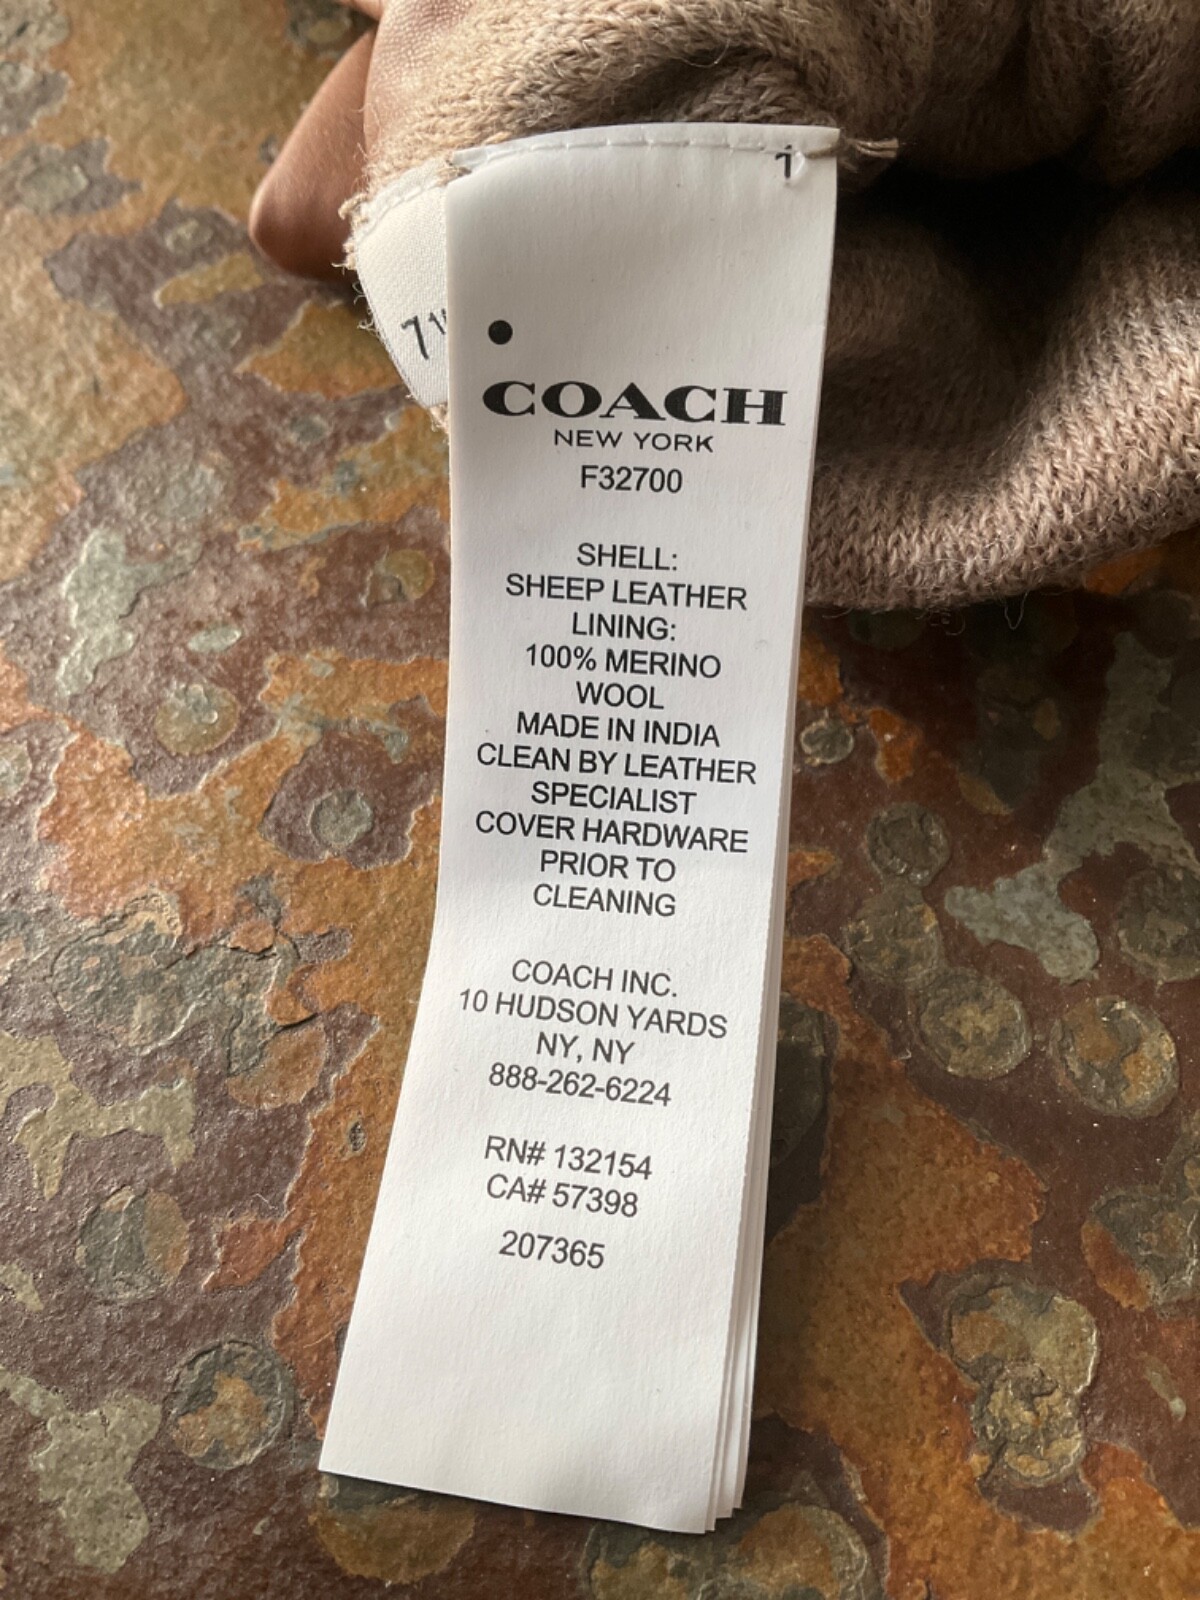 1
7
COACH
NEW YORK
F32700
SHELL:
SHEEP LEATHER
LINING:
100% MERINO
WOOL
MADE IN INDIA
CLEAN BY LEATHER
SPECIALIST
COVER HARDWARE
PRIOR TO
CLEANING
COACH INC.
10 HUDSON YARDS
NY, NY
888-262-6224
RN# 132154
CA# 57398
207365